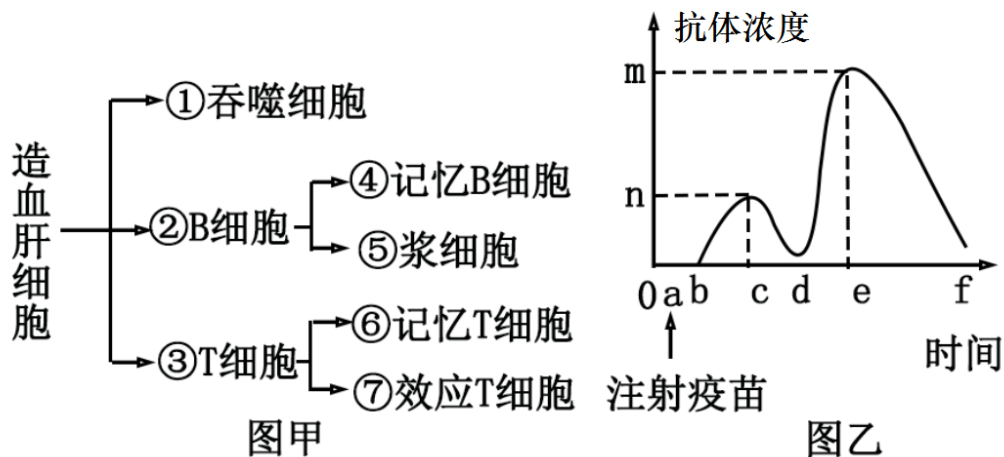 造血肝细胞
①吞噬细胞
②B细胞
③T细胞
④记忆B细胞
⑤浆细胞
⑥记忆T细胞
⑦效应T细胞
图甲
抗体浓度
m
n
0 a b c d e f
时间
注射疫苗
图乙